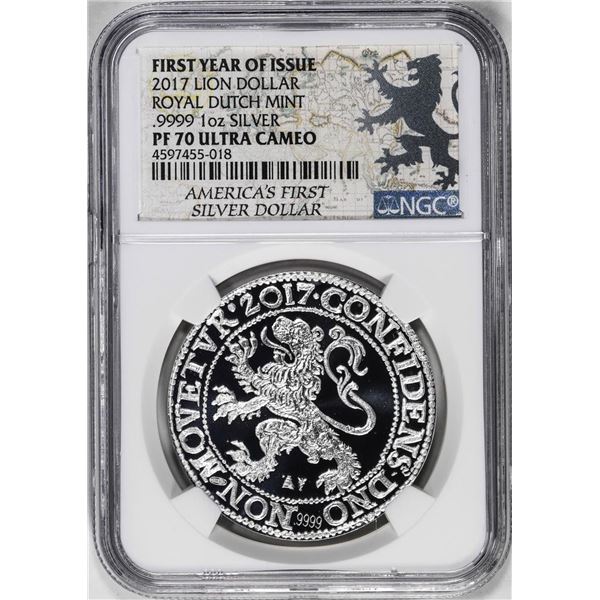 FIRST YEAR OF ISSUE
2017 LION DOLLAR
ROYAL DUTCH MINT
.9999 1oz SILVER
PF 70 ULTRA CAMEO
4597455-018
AMERICA'S FIRST
SILVER DOLLAR
NGC®
·2017·CONFIDENS·DNO·NON·MOVETVR·
.9999